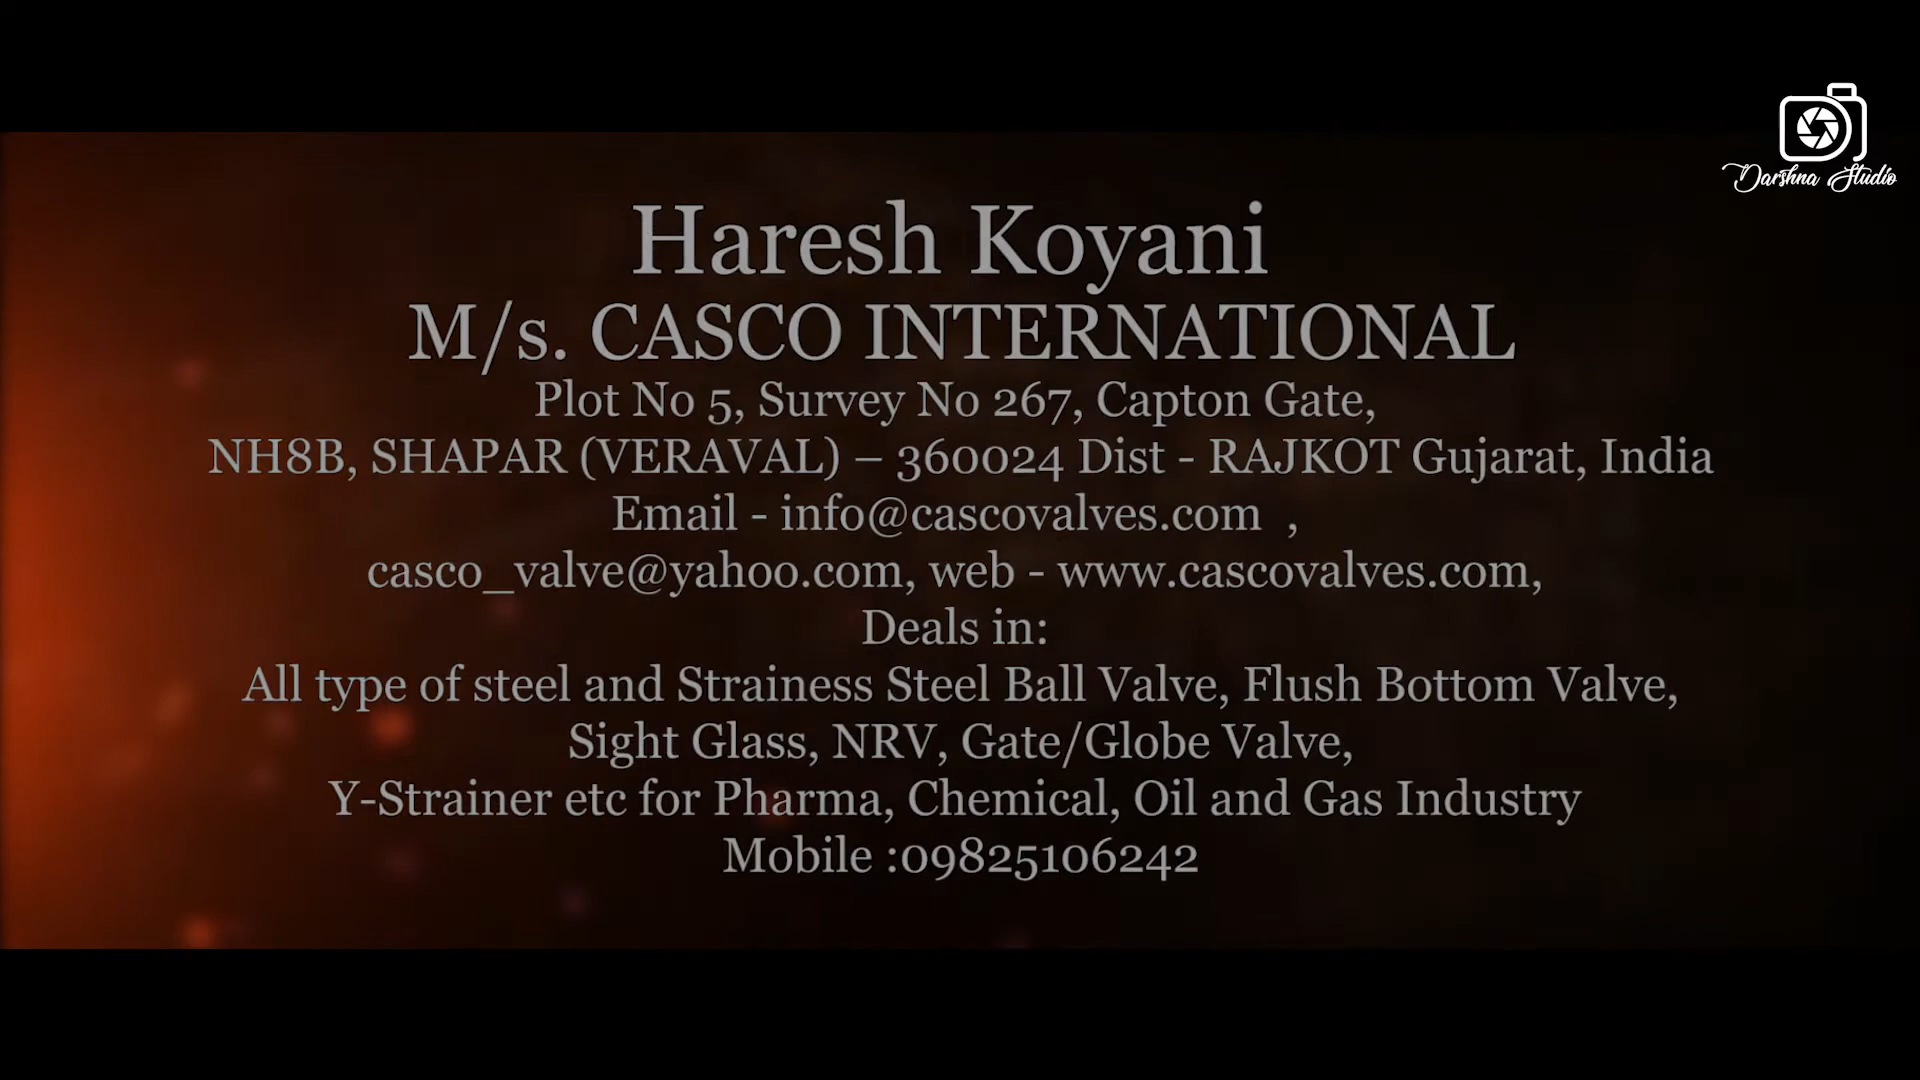 Darshna Studio
Haresh Koyani
M/s. CASCO INTERNATIONAL
Plot No 5, Survey No 267, Capton Gate,
NH8B, SHAPAR (VERAVAL) – 360024 Dist - RAJKOT Gujarat, India
Email - info@cascovalves.com ,
casco_valve@yahoo.com, web - www.cascovalves.com,
Deals in:
All type of steel and Strainess Steel Ball Valve, Flush Bottom Valve,
Sight Glass, NRV, Gate/Globe Valve,
Y-Strainer etc for Pharma, Chemical, Oil and Gas Industry
Mobile :09825106242